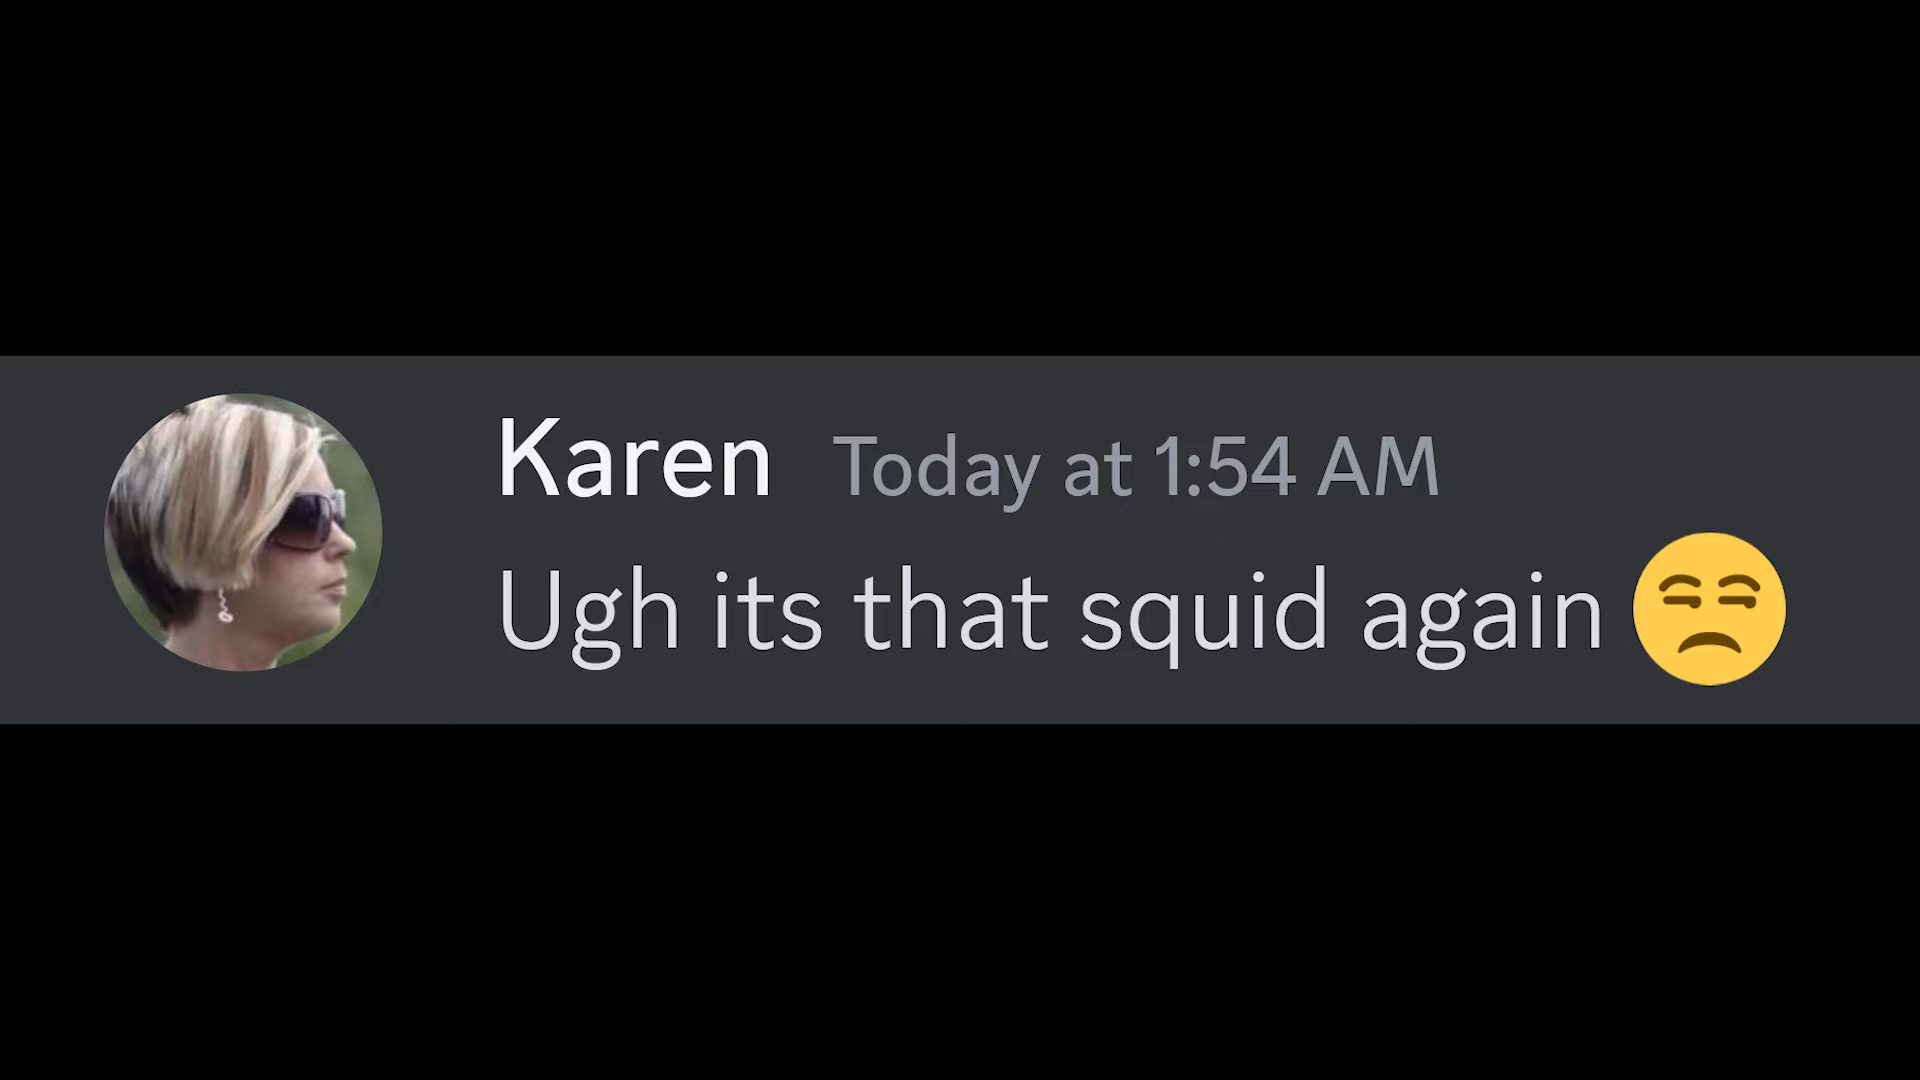 Karen Today at 1:54 AM
Ugh its that squid again 😒